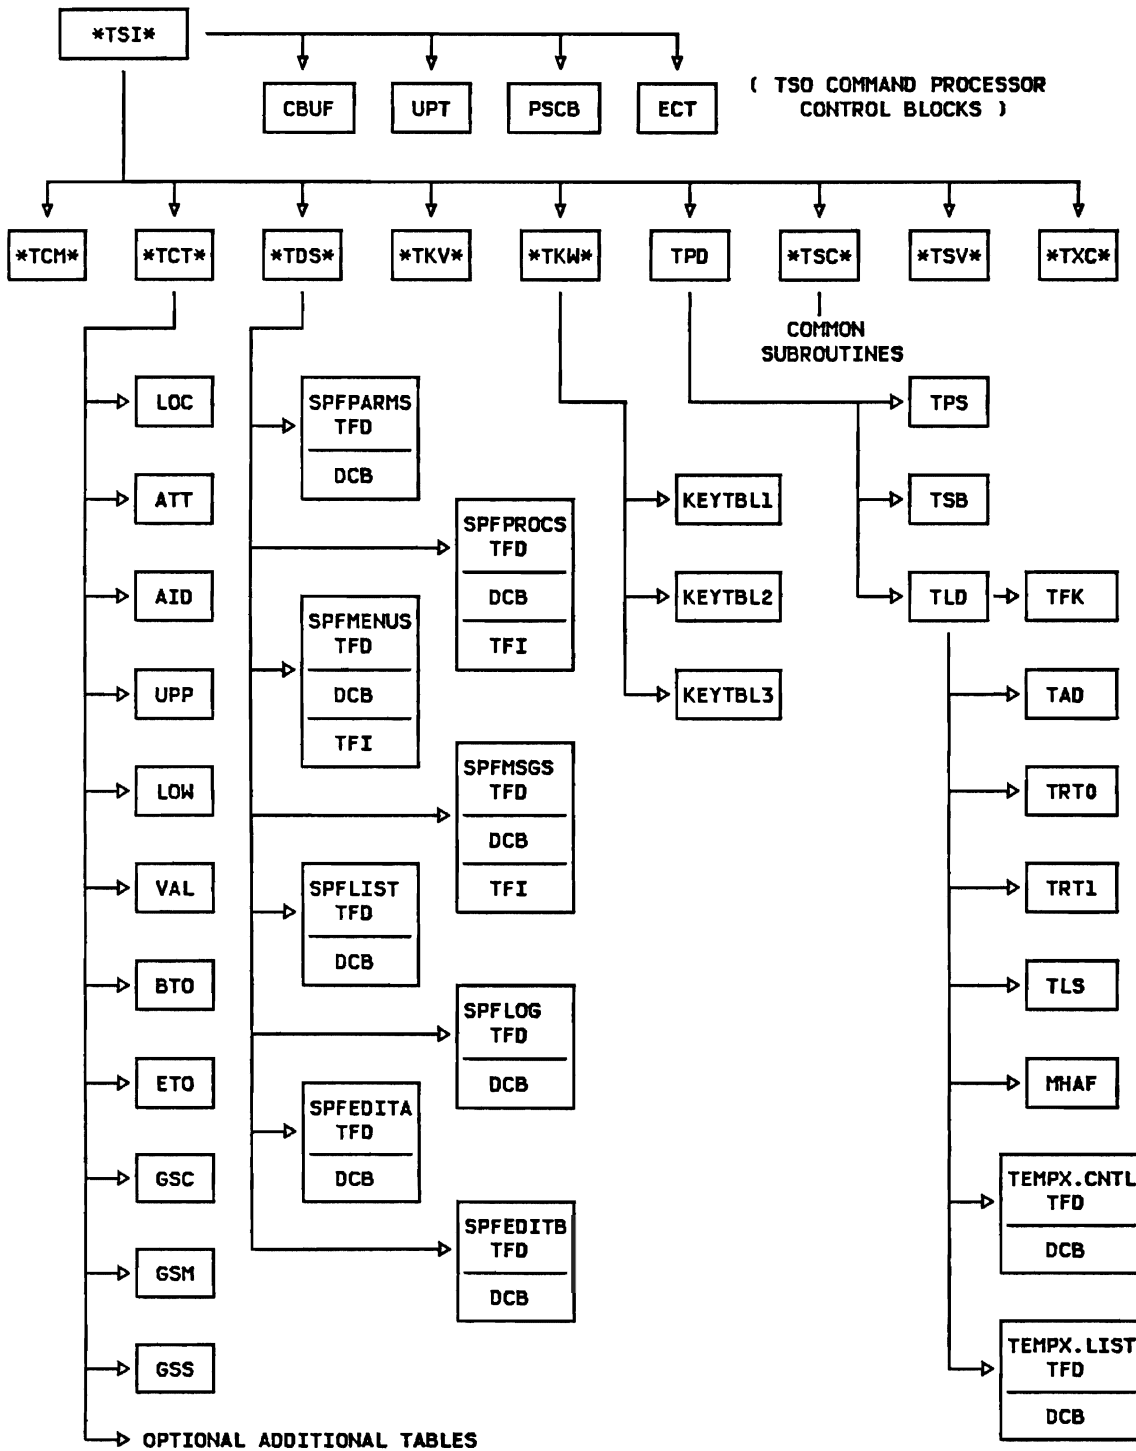 *TSI*
CBUF
UPT
PSCB
ECT
( TSO COMMAND PROCESSOR
CONTROL BLOCKS )
*TCM*
*TCT*
*TDS*
*TKV*
*TKW*
TPD
*TSC*
*TSV*
*TXC*
COMMON
SUBROUTINES
LOC
ATT
AID
UPP
LOW
VAL
BTO
ETO
GSC
GSM
GSS
OPTIONAL ADDITIONAL TABLES
SPFPARMS
TFD
DCB
SPFPROCS
TFD
DCB
TFI
SPFMENUS
TFD
DCB
TFI
SPFMSGS
TFD
DCB
TFI
SPFLIST
TFD
DCB
SPFLOG
TFD
DCB
SPFEDITA
TFD
DCB
SPFEDITB
TFD
DCB
KEYTBL1
KEYTBL2
KEYTBL3
TPS
TSB
TLD
TFK
TAD
TRT0
TRT1
TLS
MHAF
TEMPX.CNTL
TFD
DCB
TEMPX.LIST
TFD
DCB